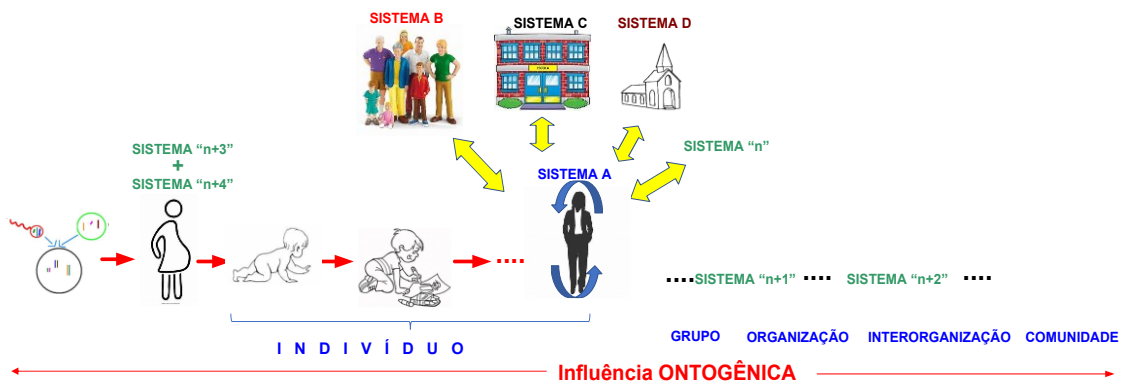 SISTEMA B
SISTEMA C
SISTEMA D
SISTEMA “n+3”
+
SISTEMA “n+4”
SISTEMA “n”
SISTEMA A
SISTEMA “n+1”
SISTEMA “n+2”
GRUPO ORGANIZAÇÃO INTERORGANIZAÇÃO COMUNIDADE
I N D I V Í D U O
Influência ONTOGÊNICA